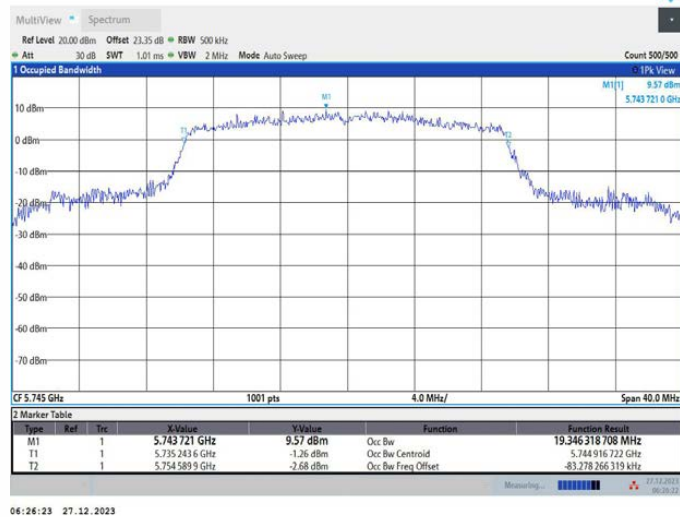 MultiView Spectrum
Ref Level 20.00 dBm Offset 23.35 dB RBW 500 kHz
Att 30 dB SWT 1.01 ms VBW 2 MHz Mode Auto Sweep Count 500/500
1 Occupied Bandwidth 1Pk View
M1[1] 9.57 dBm
5.743 721 0 GHz
M1
10 dBm
T1
T2
0 dBm
-10 dBm
-20 dBm
-30 dBm
-40 dBm
-50 dBm
-60 dBm
-70 dBm
CF 5.745 GHz 1001 pts 4.0 MHz/ Span 40.0 MHz
2 Marker Table
Type Ref Trc X-Value Y-Value Function Function Result
M1 1 5.743 721 GHz 9.57 dBm Occ Bw 19.346 318 708 MHz
T1 1 5.735 243 6 GHz -1.26 dBm Occ Bw Centroid 5.744 916 722 GHz
T2 1 5.754 589 9 GHz -2.68 dBm Occ Bw Freq Offset -83.278 266 319 kHz
Measuring... 27.12.2023
06:26:22
06:26:23 27.12.2023